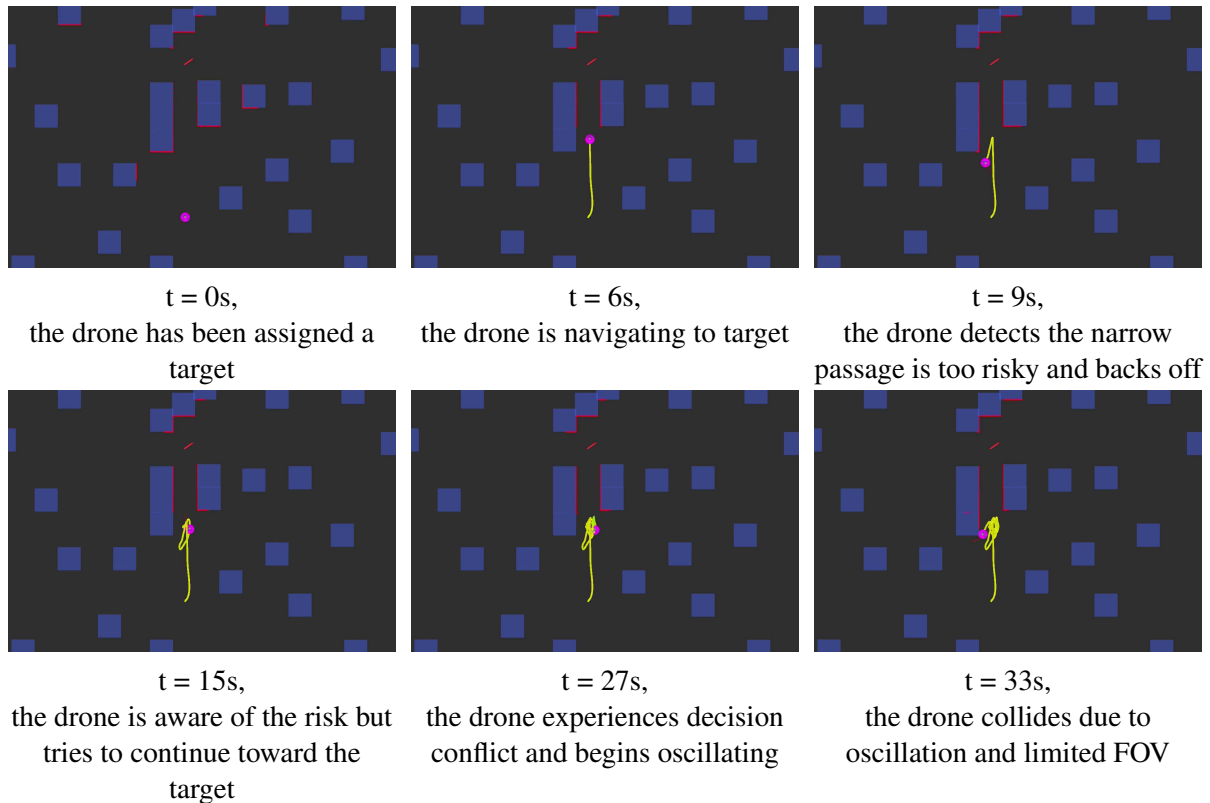 t = 0s,
the drone has been assigned a
target
t = 6s,
the drone is navigating to target
t = 9s,
the drone detects the narrow
passage is too risky and backs off
t = 15s,
the drone is aware of the risk but
tries to continue toward the
target
t = 27s,
the drone experiences decision
conflict and begins oscillating
t = 33s,
the drone collides due to
oscillation and limited FOV